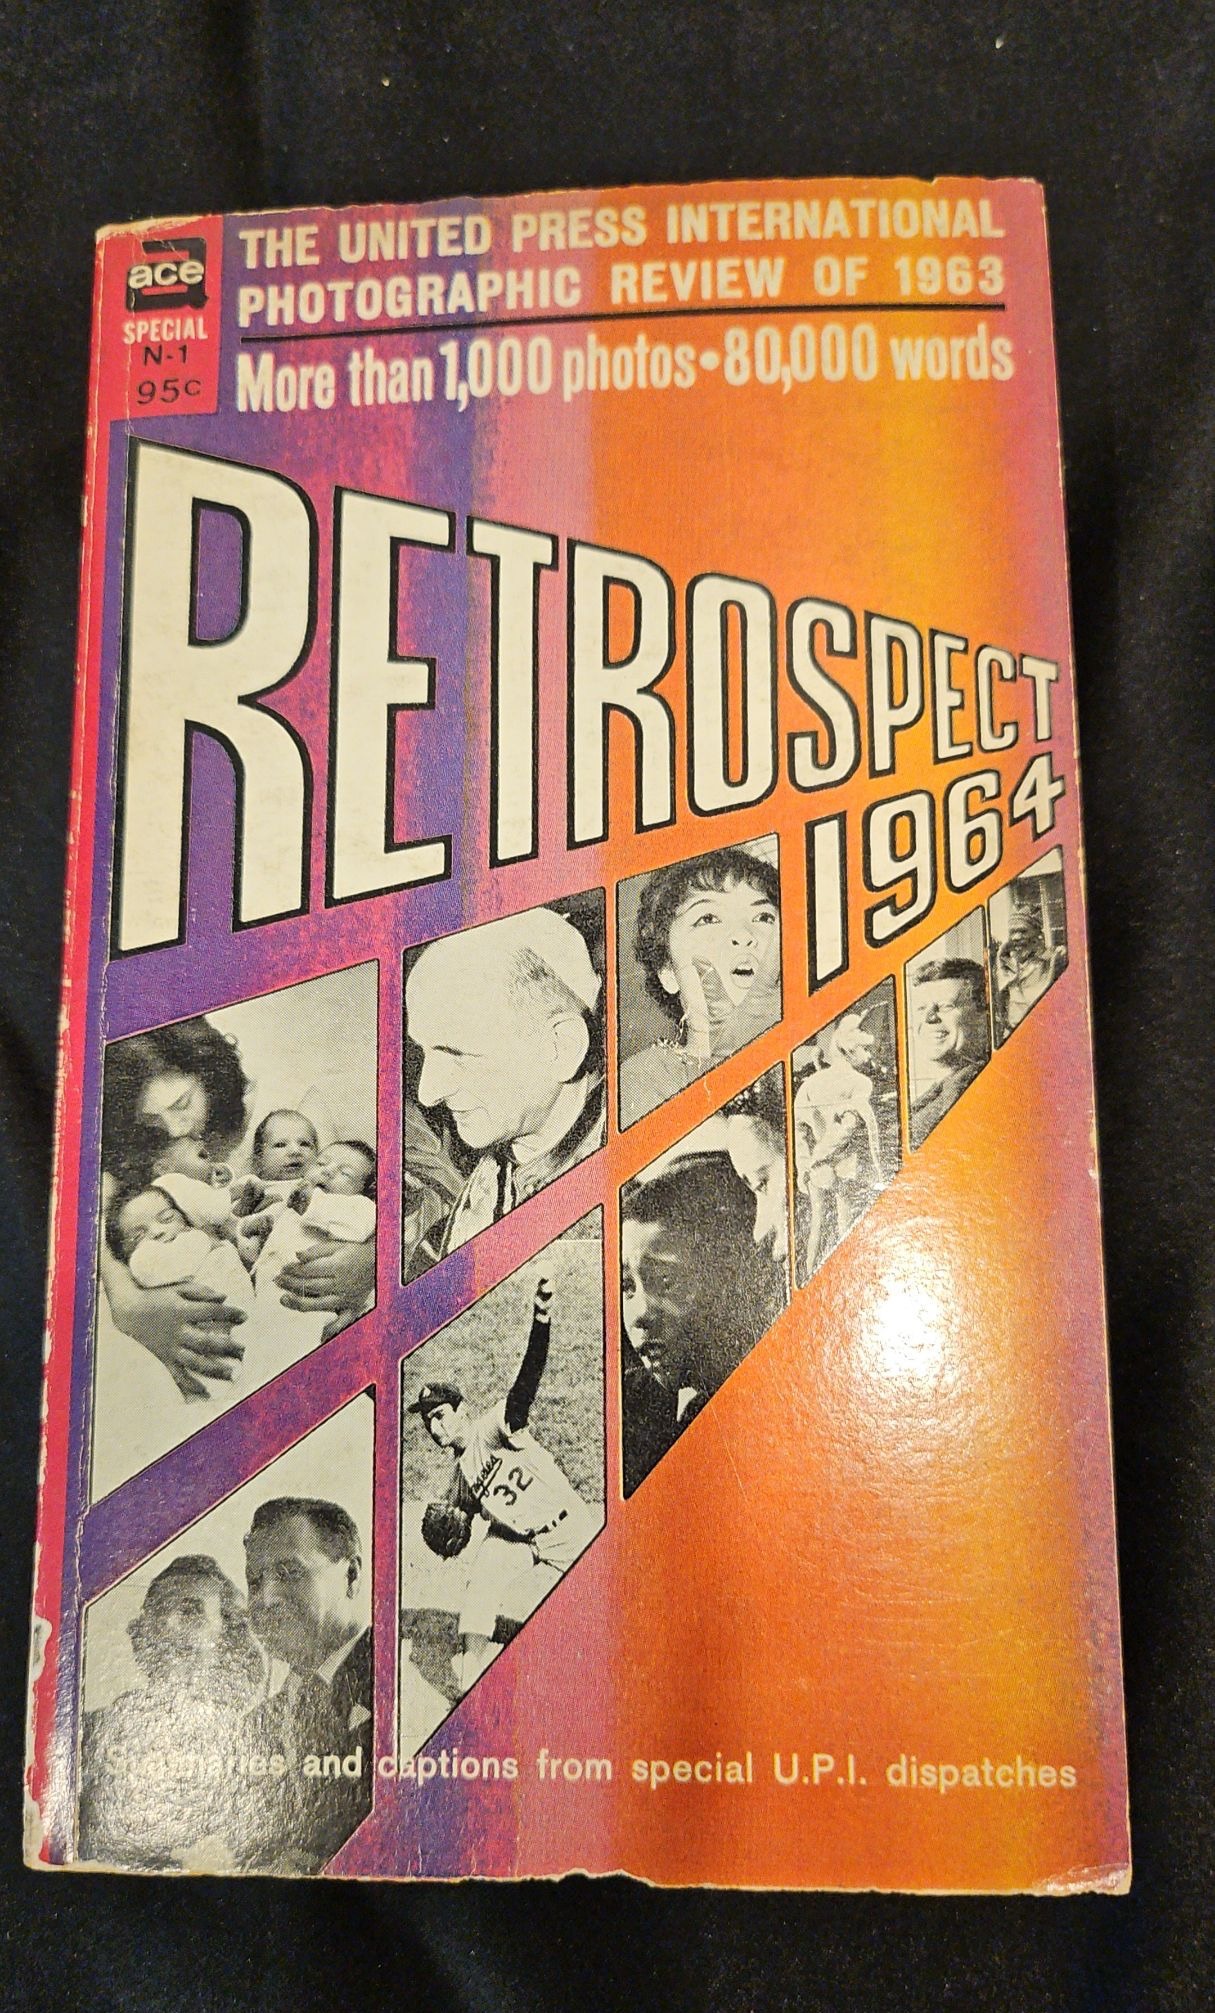 ace
SPECIAL
N-1
95c
THE UNITED PRESS INTERNATIONAL
PHOTOGRAPHIC REVIEW OF 1963
More than 1,000 photos•80,000 words
RETROSPECT
1964
32
Summaries and captions from special U.P.I. dispatches